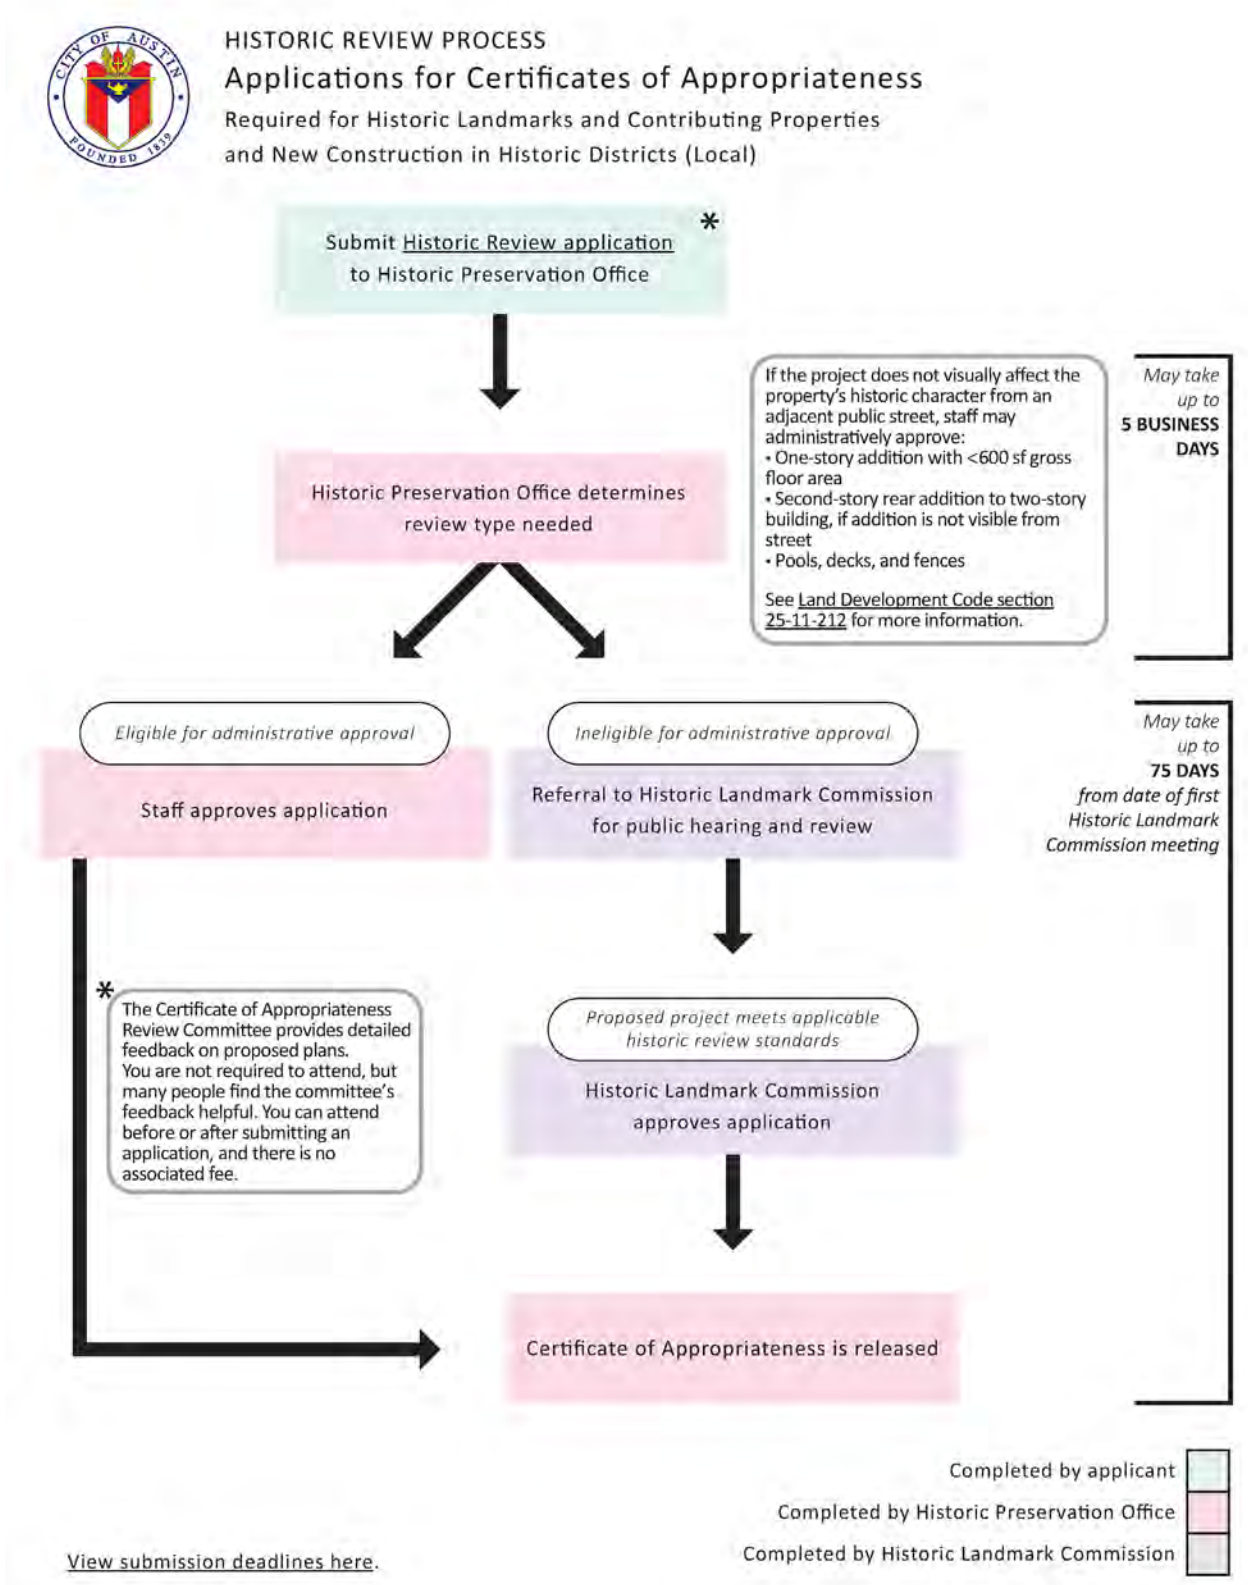 CITY OF AUSTIN
FOUNDED 1839
HISTORIC REVIEW PROCESS
Applications for Certificates of Appropriateness
Required for Historic Landmarks and Contributing Properties
and New Construction in Historic Districts (Local)
*
Submit Historic Review application
to Historic Preservation Office
If the project does not visually affect the
property's historic character from an
adjacent public street, staff may
administratively approve:
• One-story addition with <600 sf gross
floor area
• Second-story rear addition to two-story
building, if addition is not visible from
street
• Pools, decks, and fences
See Land Development Code section
25-11-212 for more information.
May take
up to
5 BUSINESS
DAYS
Historic Preservation Office determines
review type needed
Eligible for administrative approval
Staff approves application
Ineligible for administrative approval
Referral to Historic Landmark Commission
for public hearing and review
May take
up to
75 DAYS
from date of first
Historic Landmark
Commission meeting
*
The Certificate of Appropriateness
Review Committee provides detailed
feedback on proposed plans.
You are not required to attend, but
many people find the committee's
feedback helpful. You can attend
before or after submitting an
application, and there is no
associated fee.
Proposed project meets applicable
historic review standards
Historic Landmark Commission
approves application
Certificate of Appropriateness is released
Completed by applicant
Completed by Historic Preservation Office
Completed by Historic Landmark Commission
View submission deadlines here.